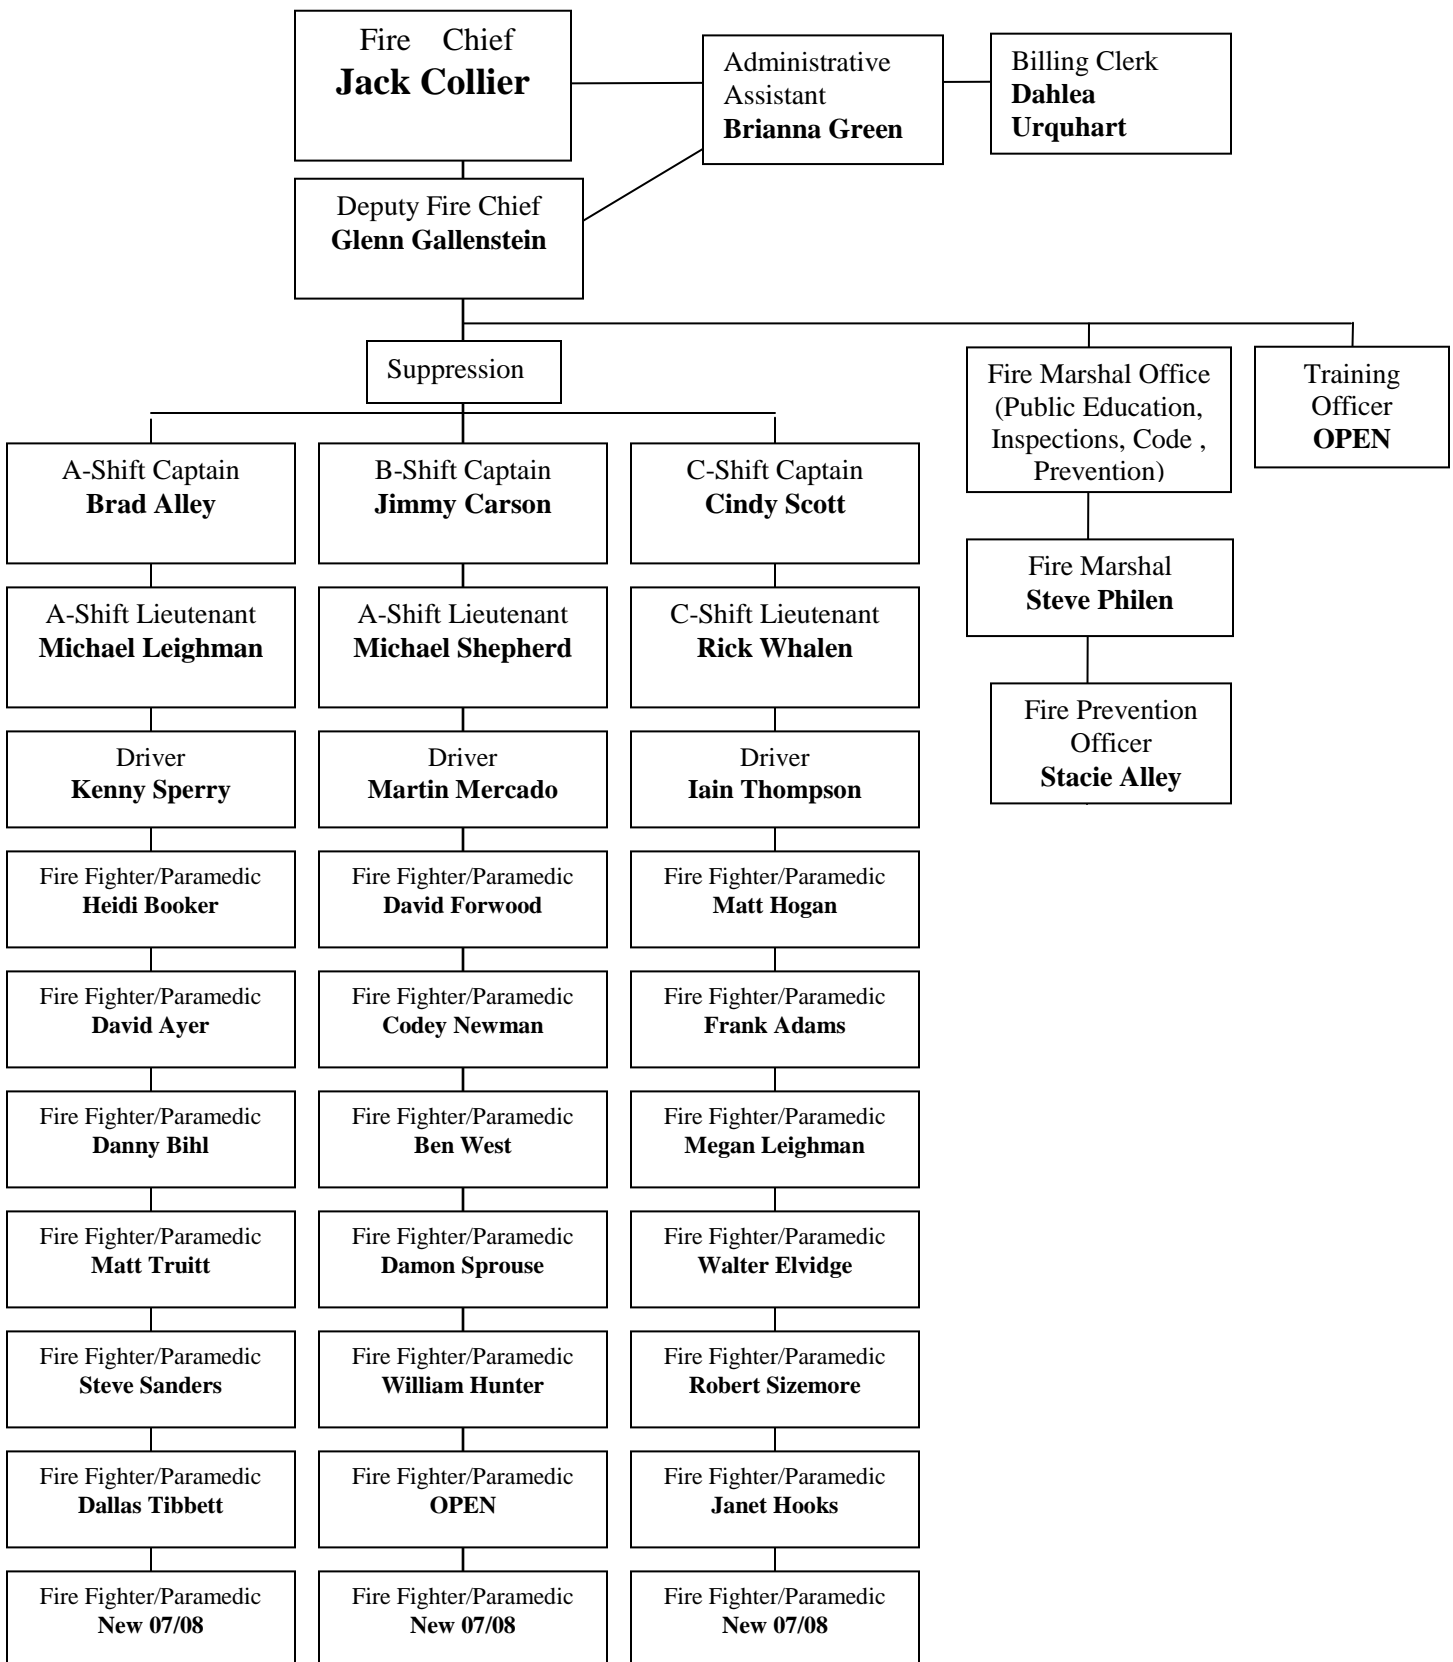 Fire Chief
Jack Collier
Administrative
Assistant
Brianna Green
Billing Clerk
Dahlea
Urquhart
Deputy Fire Chief
Glenn Gallenstein
Suppression
Fire Marshal Office
(Public Education,
Inspections, Code ,
Prevention)
Training
Officer
OPEN
A-Shift Captain
Brad Alley
B-Shift Captain
Jimmy Carson
C-Shift Captain
Cindy Scott
Fire Marshal
Steve Philen
A-Shift Lieutenant
Michael Leighman
A-Shift Lieutenant
Michael Shepherd
C-Shift Lieutenant
Rick Whalen
Fire Prevention
Officer
Stacie Alley
Driver
Kenny Sperry
Driver
Martin Mercado
Driver
Iain Thompson
Fire Fighter/Paramedic
Heidi Booker
Fire Fighter/Paramedic
David Forwood
Fire Fighter/Paramedic
Matt Hogan
Fire Fighter/Paramedic
David Ayer
Fire Fighter/Paramedic
Codey Newman
Fire Fighter/Paramedic
Frank Adams
Fire Fighter/Paramedic
Danny Bihl
Fire Fighter/Paramedic
Ben West
Fire Fighter/Paramedic
Megan Leighman
Fire Fighter/Paramedic
Matt Truitt
Fire Fighter/Paramedic
Damon Sprouse
Fire Fighter/Paramedic
Walter Elvidge
Fire Fighter/Paramedic
Steve Sanders
Fire Fighter/Paramedic
William Hunter
Fire Fighter/Paramedic
Robert Sizemore
Fire Fighter/Paramedic
Dallas Tibbett
Fire Fighter/Paramedic
OPEN
Fire Fighter/Paramedic
Janet Hooks
Fire Fighter/Paramedic
New 07/08
Fire Fighter/Paramedic
New 07/08
Fire Fighter/Paramedic
New 07/08